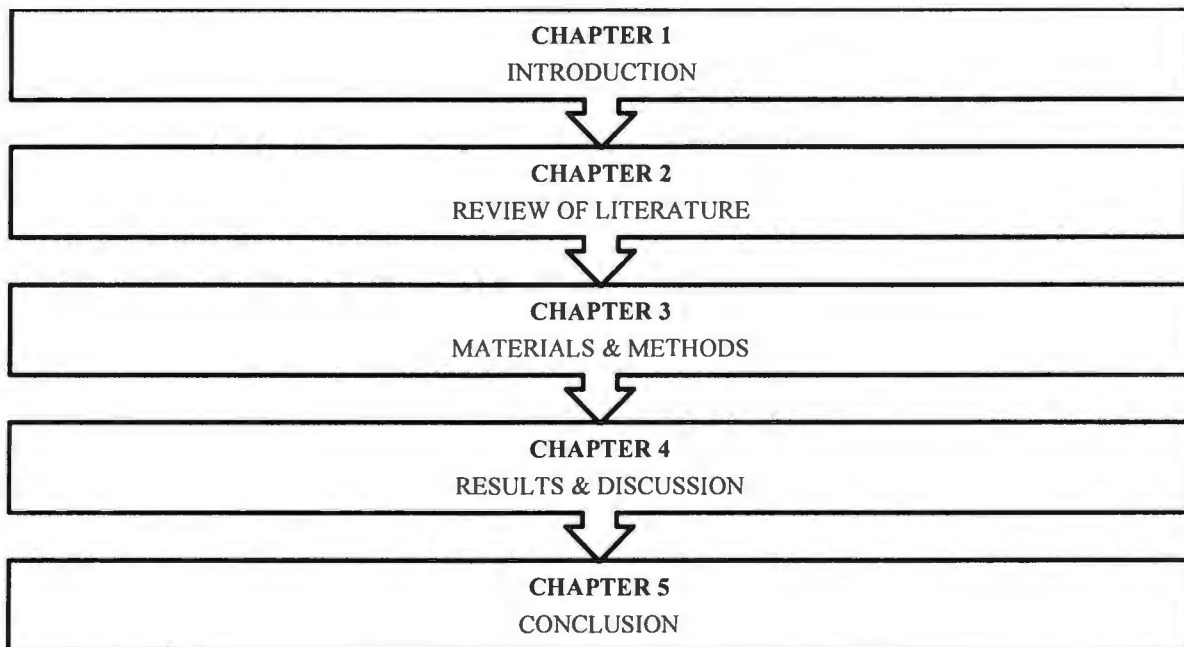 CHAPTER 1
INTRODUCTION
CHAPTER 2
REVIEW OF LITERATURE
CHAPTER 3
MATERIALS & METHODS
CHAPTER 4
RESULTS & DISCUSSION
CHAPTER 5
CONCLUSION